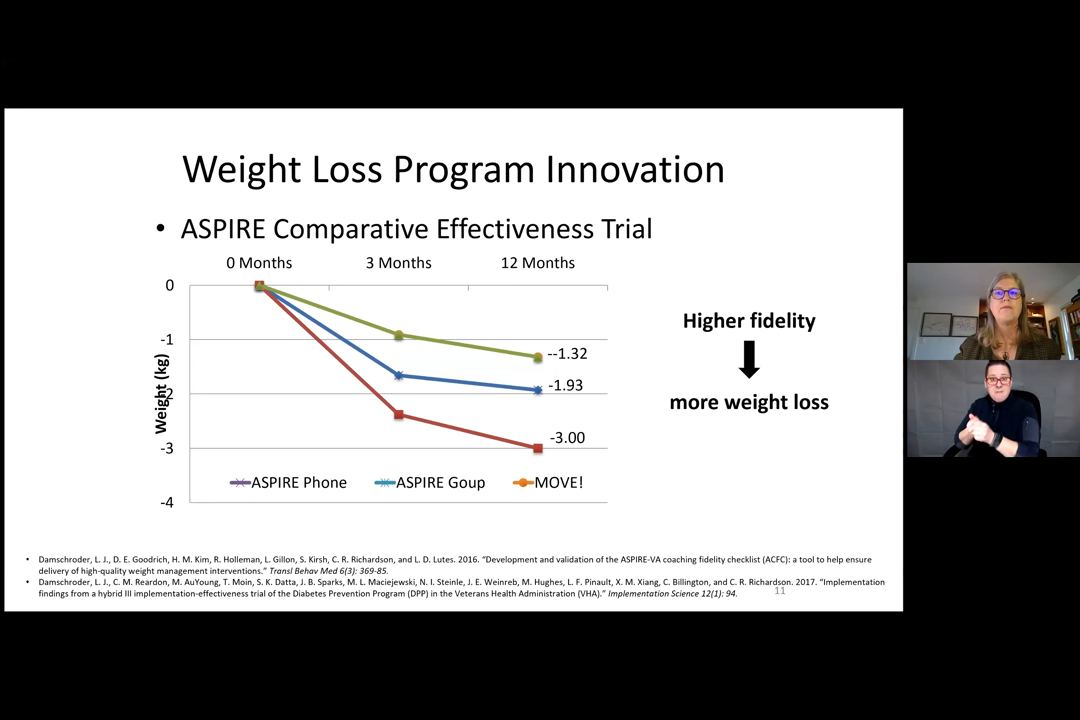 Weight Loss Program Innovation
• ASPIRE Comparative Effectiveness Trial
0 Months 3 Months 12 Months
0
-1
-2
-3
-4
Weight (kg)
--1.32
-1.93
-3.00
ASPIRE Phone ASPIRE Goup MOVE!
Higher fidelity
more weight loss
• Damschroder, L. J., D. E. Goodrich, H. M. Kim, R. Holleman, L. Gillon, S. Kirsh, C. R. Richardson, and L. D. Lutes. 2016. “Development and validation of the ASPIRE-VA coaching fidelity checklist (ACFC): a tool to help ensure
delivery of high-quality weight management interventions.” Transl Behav Med 6(3): 369-85.
• Damschroder, L. J., C. M. Reardon, M. AuYoung, T. Moin, S. K. Datta, J. B. Sparks, M. L. Maciejewski, N. I. Steinle, J. E. Weinreb, M. Hughes, L. F. Pinault, X. M. Xiang, C. Billington, and C. R. Richardson. 2017. “Implementation
findings from a hybrid III implementation-effectiveness trial of the Diabetes Prevention Program (DPP) in the Veterans Health Administration (VHA).” Implementation Science 12(1): 94.
11